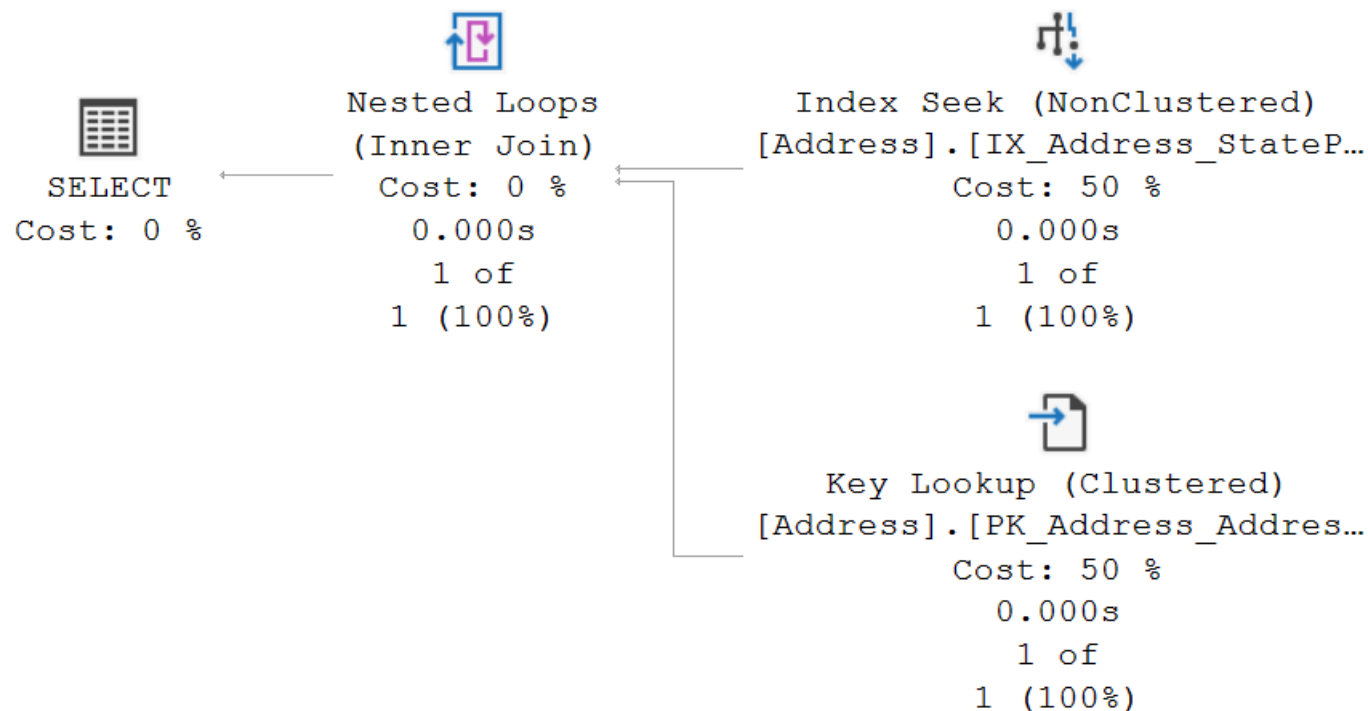 SELECT
Cost: 0 %
Nested Loops
(Inner Join)
Cost: 0 %
0.000s
1 of
1 (100%)
Index Seek (NonClustered)
[Address].[IX_Address_StateP…
Cost: 50 %
0.000s
1 of
1 (100%)
Key Lookup (Clustered)
[Address].[PK_Address_Addres…
Cost: 50 %
0.000s
1 of
1 (100%)